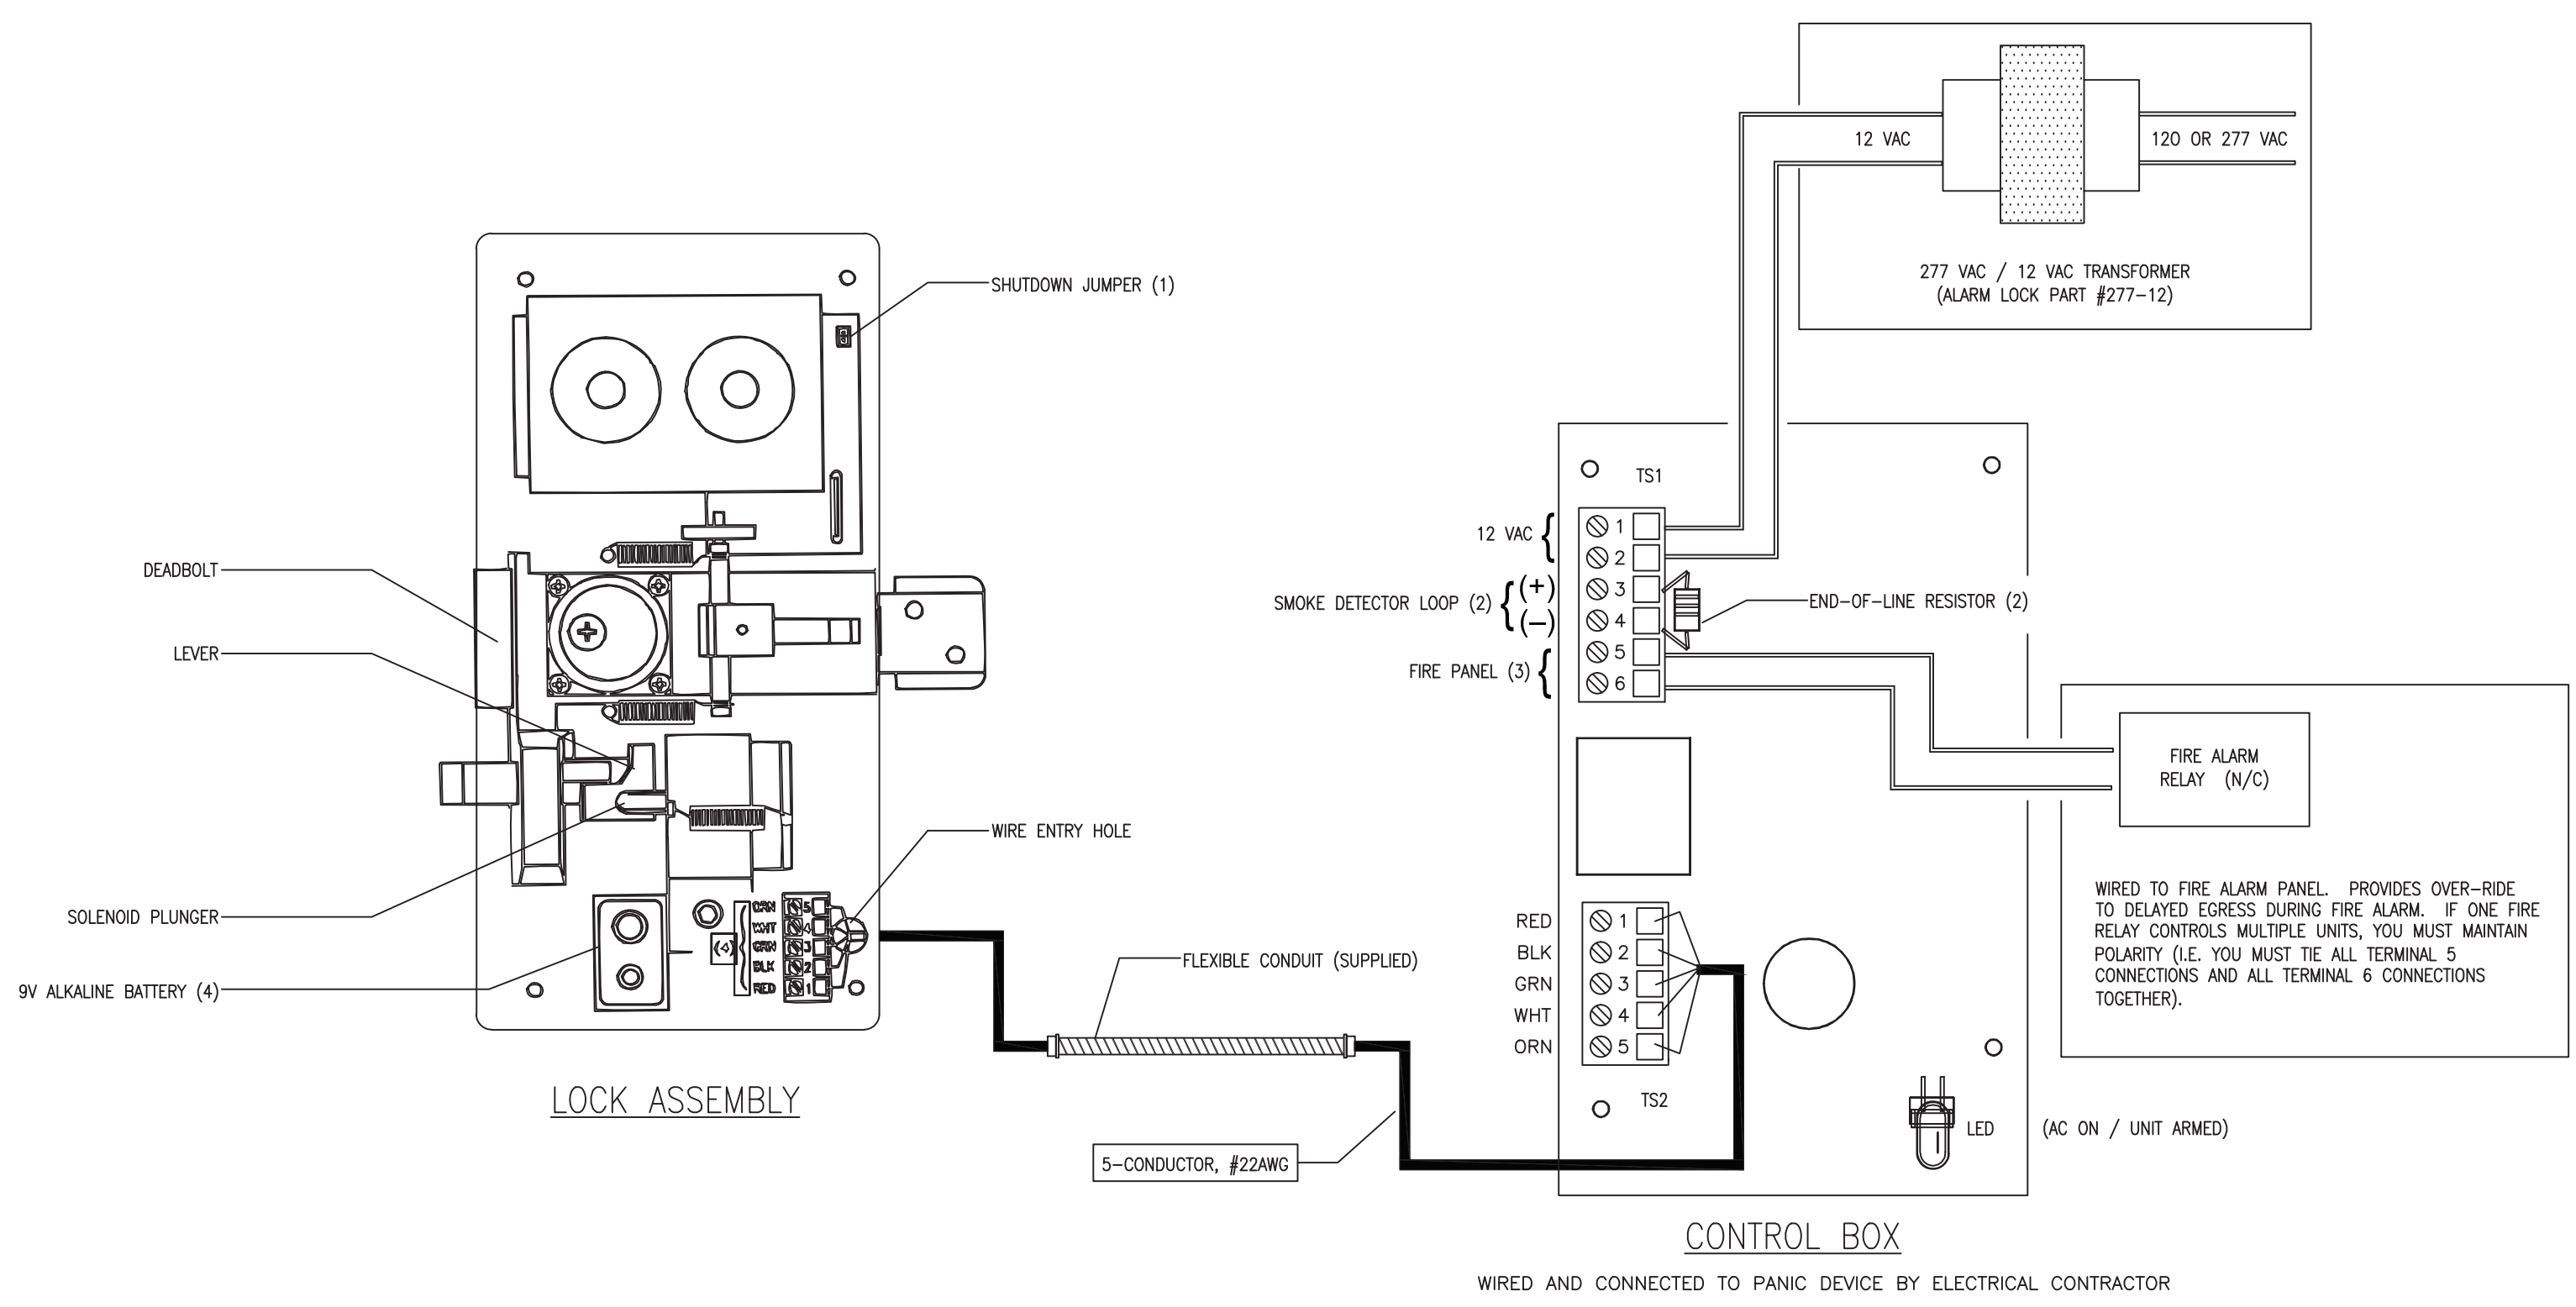 12 VAC
120 OR 277 VAC
277 VAC / 12 VAC TRANSFORMER
(ALARM LOCK PART #277-12)
SHUTDOWN JUMPER (1)
DEADBOLT
LEVER
SOLENOID PLUNGER
9V ALKALINE BATTERY (4)
WIRE ENTRY HOLE
(4)
ORN 5
WHT 4
GRN 3
BLK 2
RED 1
FLEXIBLE CONDUIT (SUPPLIED)
5-CONDUCTOR, #22AWG
LOCK ASSEMBLY
TS1
12 VAC
SMOKE DETECTOR LOOP (2)
(+)
(–)
FIRE PANEL (3)
1
2
3
4
5
6
END-OF-LINE RESISTOR (2)
FIRE ALARM
RELAY (N/C)
WIRED TO FIRE ALARM PANEL. PROVIDES OVER-RIDE
TO DELAYED EGRESS DURING FIRE ALARM. IF ONE FIRE
RELAY CONTROLS MULTIPLE UNITS, YOU MUST MAINTAIN
POLARITY (I.E. YOU MUST TIE ALL TERMINAL 5
CONNECTIONS AND ALL TERMINAL 6 CONNECTIONS
TOGETHER).
RED 1
BLK 2
GRN 3
WHT 4
ORN 5
TS2
LED (AC ON / UNIT ARMED)
CONTROL BOX
WIRED AND CONNECTED TO PANIC DEVICE BY ELECTRICAL CONTRACTOR